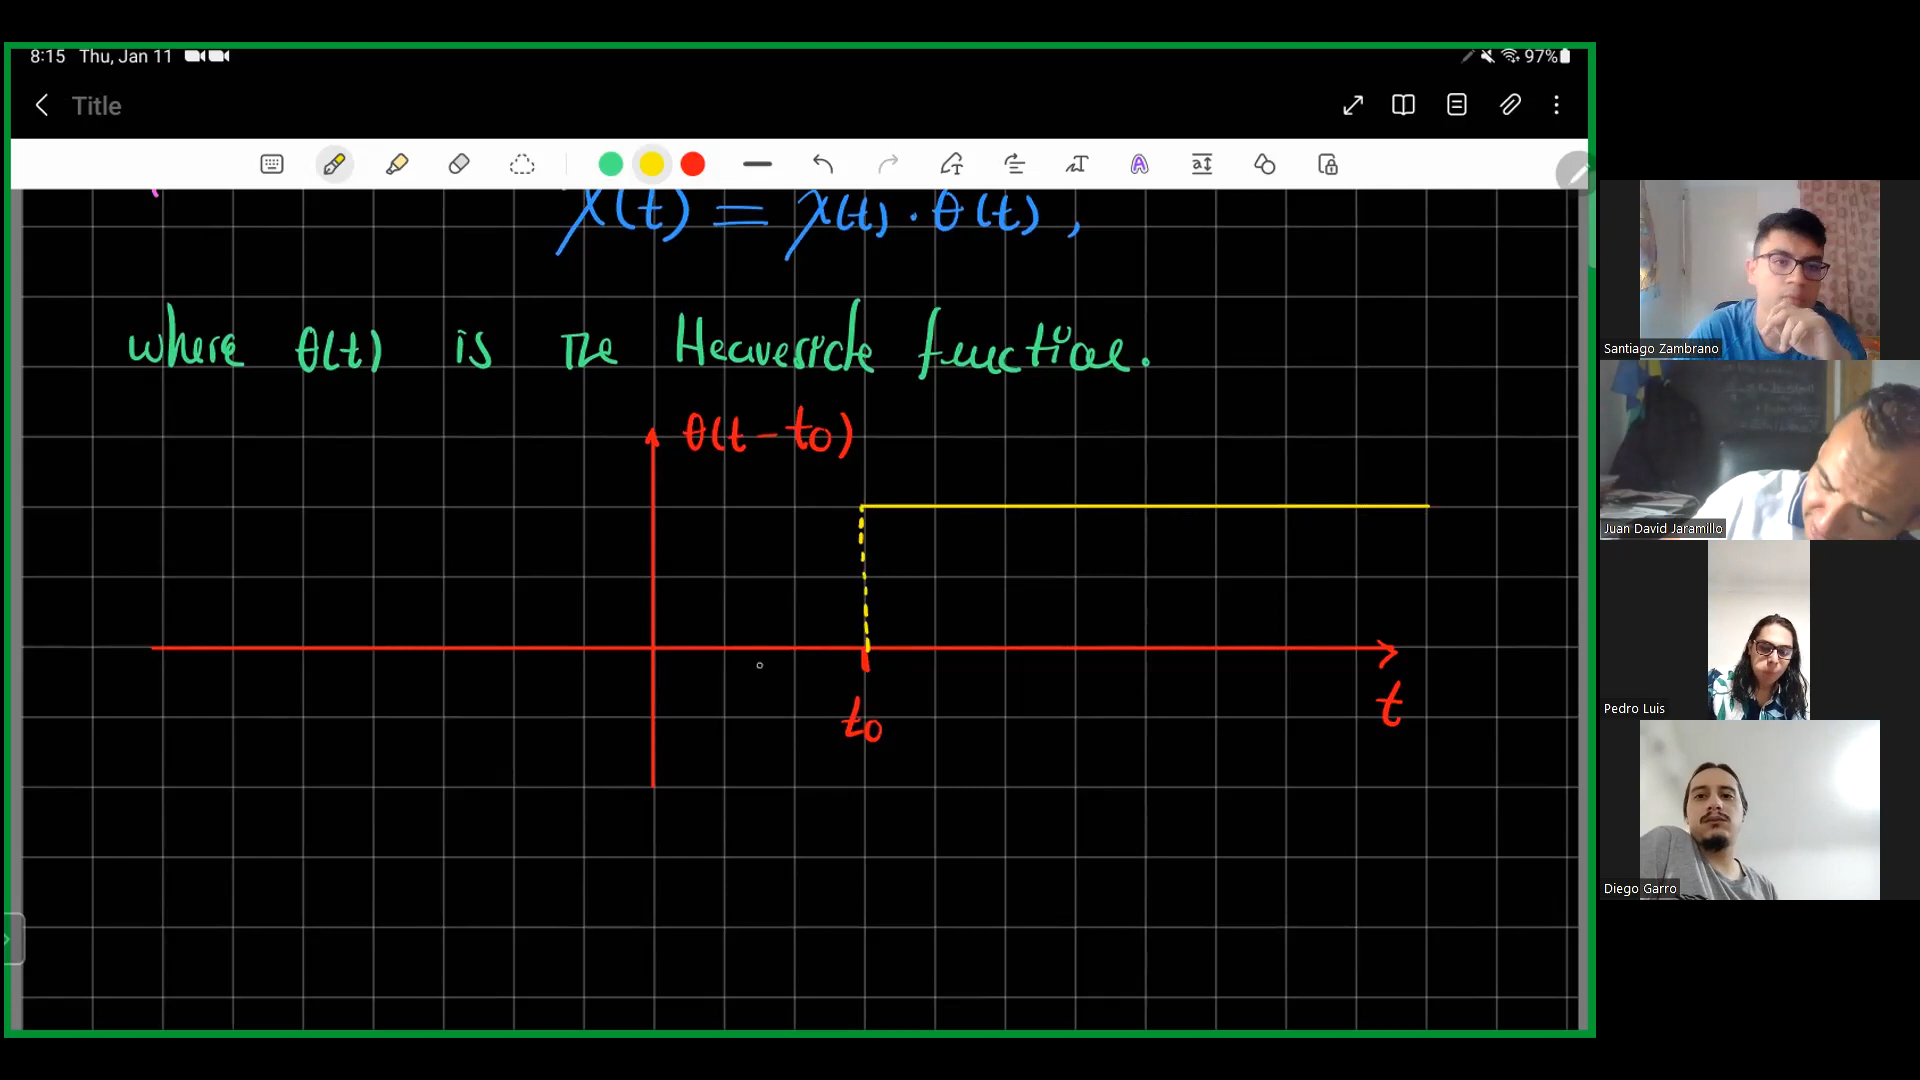 8:15 Thu, Jan 11 97%
Title
χ(t) = χ(t) · θ(t) ,
where θ(t) is the Heaveside function.
θ(t - t0)
t0
t
Santiago Zambrano
Juan David Jaramillo
Pedro Luis
Diego Garro